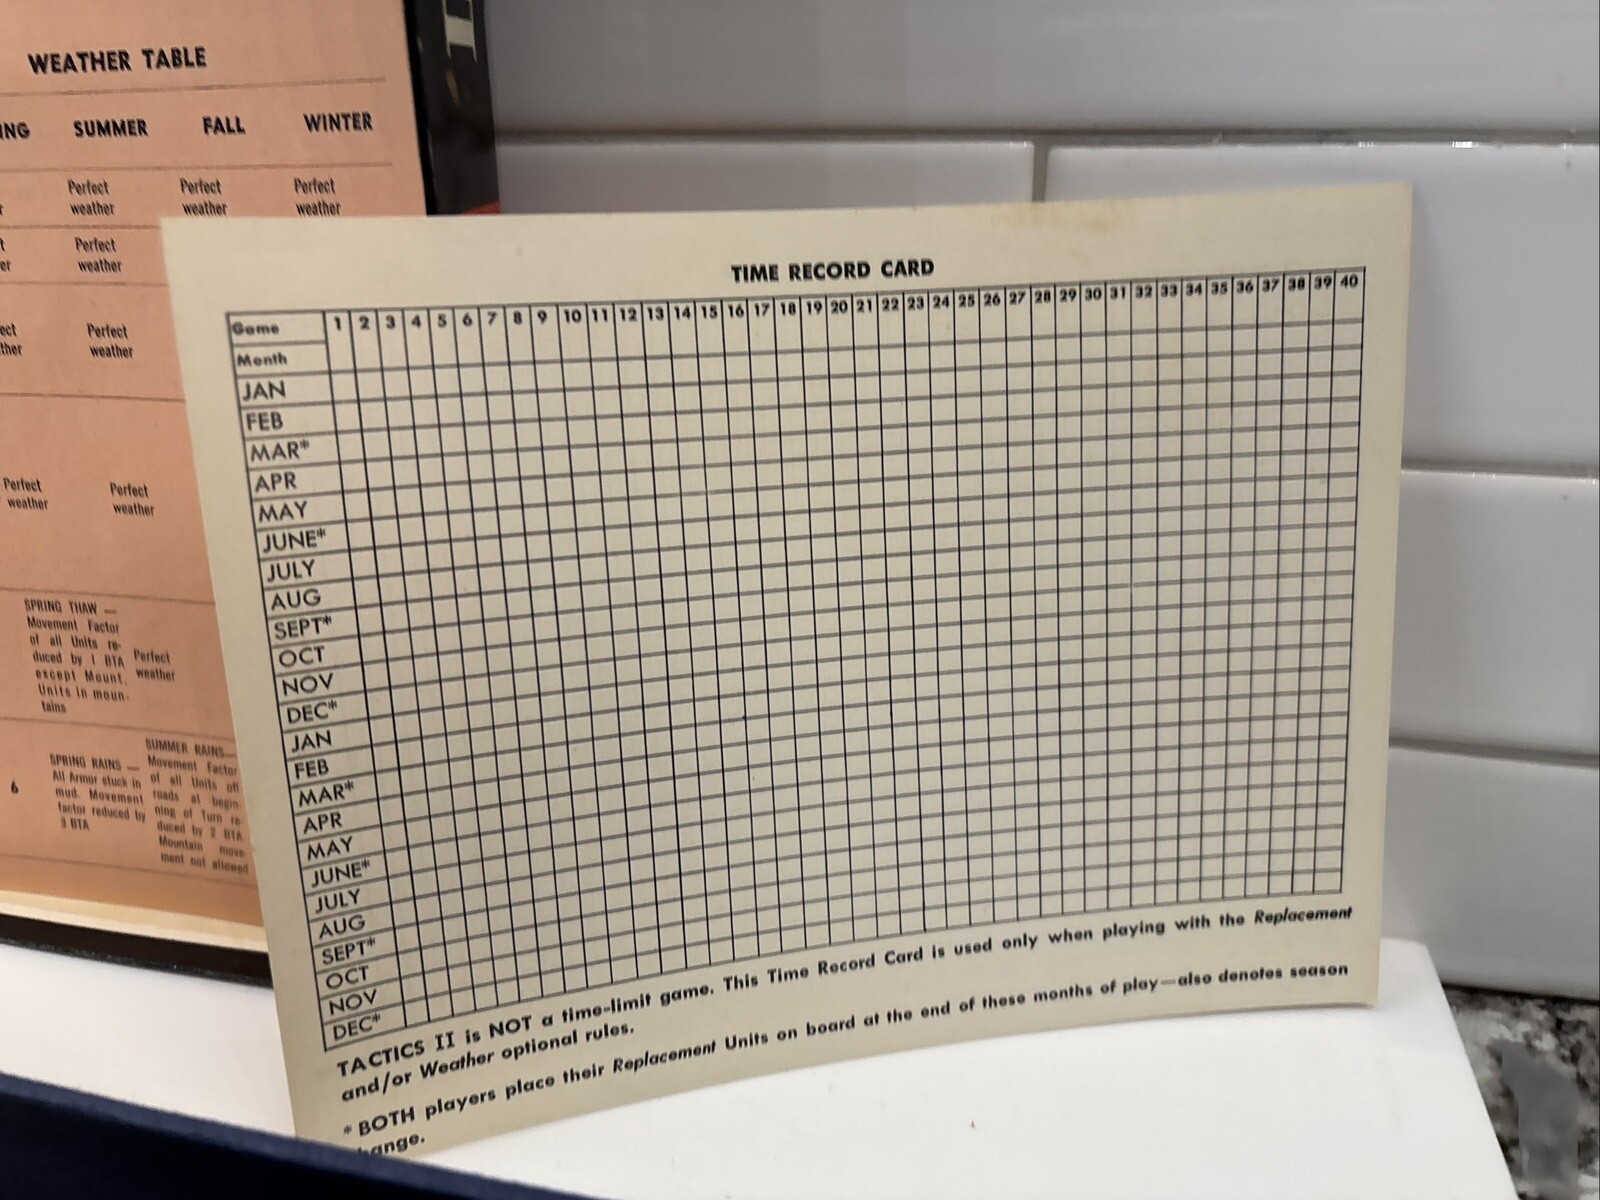 WEATHER TABLE
SUMMER FALL WINTER
Perfect weather Perfect weather Perfect weather
Perfect weather
Perfect weather
Perfect weather Perfect weather
SPRING THAW —
Movement Factor
of all Units re-
duced by 1 BTA
except Mount.
Units in moun-
tains
Perfect
weather
SPRING RAINS —
All Armor stuck in
mud. Movement
factor reduced by
3 BTA
SUMMER RAINS—
Movement Factor
of all Units off
roads at begin-
ning of Turn re-
duced by 2 BTA.
Mountain move-
ment not allowed
6
TIME RECORD CARD
Game 1 2 3 4 5 6 7 8 9 10 11 12 13 14 15 16 17 18 19 20 21 22 23 24 25 26 27 28 29 30 31 32 33 34 35 36 37 38 39 40
Month
JAN
FEB
MAR*
APR
MAY
JUNE*
JULY
AUG
SEPT*
OCT
NOV
DEC*
JAN
FEB
MAR*
APR
MAY
JUNE*
JULY
AUG
SEPT*
OCT
NOV
DEC*
TACTICS II is NOT a time-limit game. This Time Record Card is used only when playing with the Replacement
and/or Weather optional rules.
* BOTH players place their Replacement Units on board at the end of these months of play—also denotes season
hange.